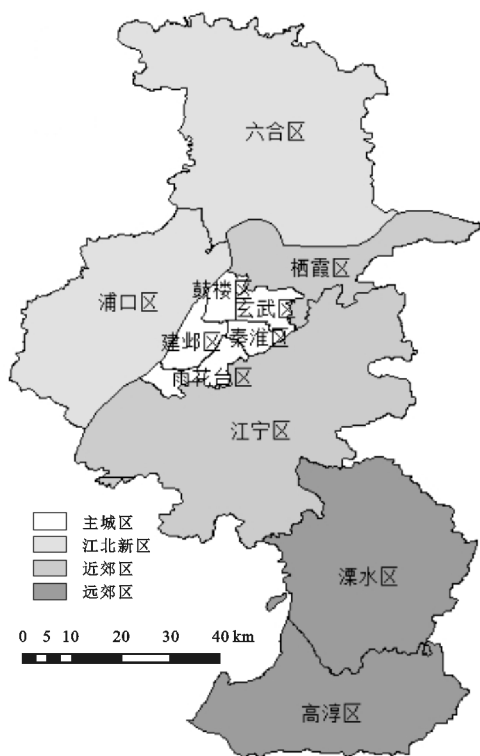 六合区
栖霞区
鼓楼区
玄武区
浦口区
建邺区
秦淮区
雨花台区
江宁区
主城区
江北新区
近郊区
远郊区
溧水区
0 5 10 20 30 40 km
高淳区